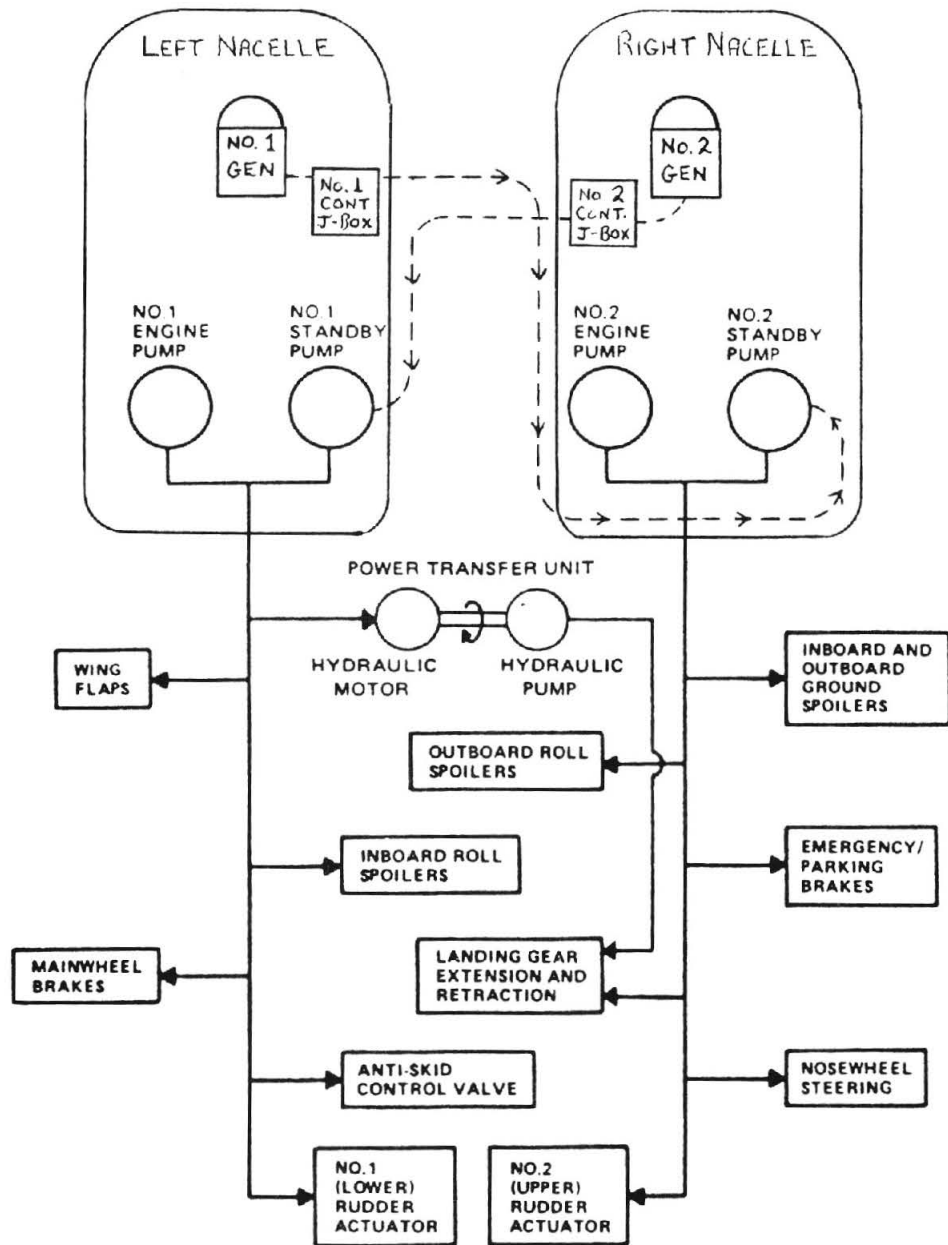 LEFT NACELLE
RIGHT NACELLE
NO. 1
GEN
No. 1
CONT
J-BOX
No. 2
GEN
No 2
CONT.
J-BOX
NO.1
ENGINE
PUMP
NO.1
STANDBY
PUMP
NO.2
ENGINE
PUMP
NO.2
STANDBY
PUMP
POWER TRANSFER UNIT
HYDRAULIC
MOTOR
HYDRAULIC
PUMP
WING
FLAPS
INBOARD AND
OUTBOARD
GROUND
SPOILERS
OUTBOARD ROLL
SPOILERS
INBOARD ROLL
SPOILERS
EMERGENCY/
PARKING
BRAKES
MAINWHEEL
BRAKES
LANDING GEAR
EXTENSION AND
RETRACTION
ANTI-SKID
CONTROL VALVE
NOSEWHEEL
STEERING
NO.1
(LOWER)
RUDDER
ACTUATOR
NO.2
(UPPER)
RUDDER
ACTUATOR